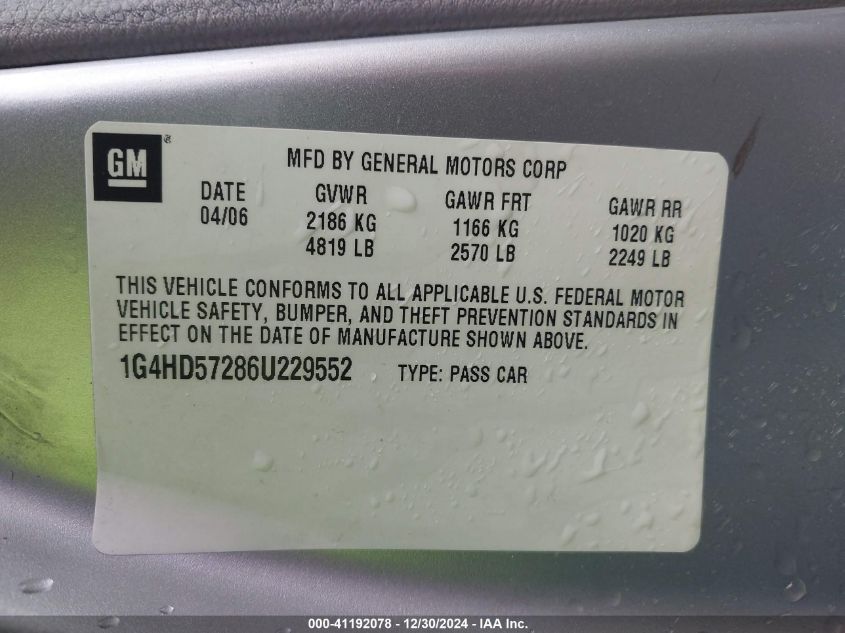 GM®
MFD BY GENERAL MOTORS CORP
DATE GVWR GAWR FRT GAWR RR
04/06 2186 KG 1166 KG 1020 KG
4819 LB 2570 LB 2249 LB
THIS VEHICLE CONFORMS TO ALL APPLICABLE U.S. FEDERAL MOTOR
VEHICLE SAFETY, BUMPER, AND THEFT PREVENTION STANDARDS IN
EFFECT ON THE DATE OF MANUFACTURE SHOWN ABOVE.
1G4HD57286U229552 TYPE: PASS CAR
000-41192078 - 12/30/2024 - IAA Inc.